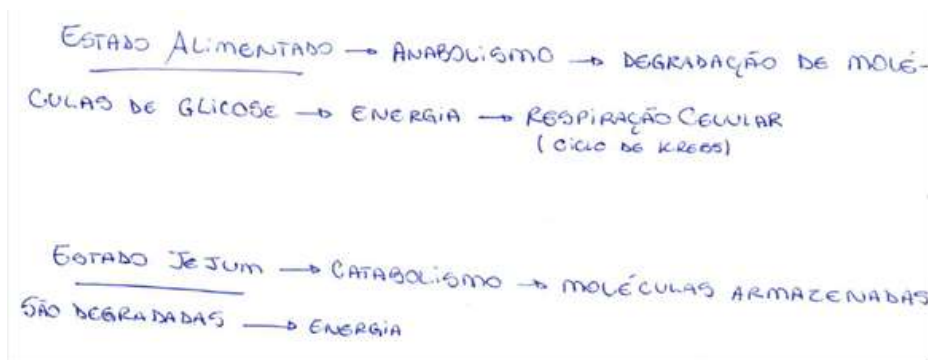 ESTADO ALIMENTADO → ANABOLISMO → DEGRADAÇÃO DE MOLÉ-
CULAS DE GLICOSE → ENERGIA → RESPIRAÇÃO CELULAR
(CICLO DE KREBS)
ESTADO JEJUM → CATABOLISMO → MOLÉCULAS ARMAZENADAS
SÃO DEGRADADAS → ENERGIA